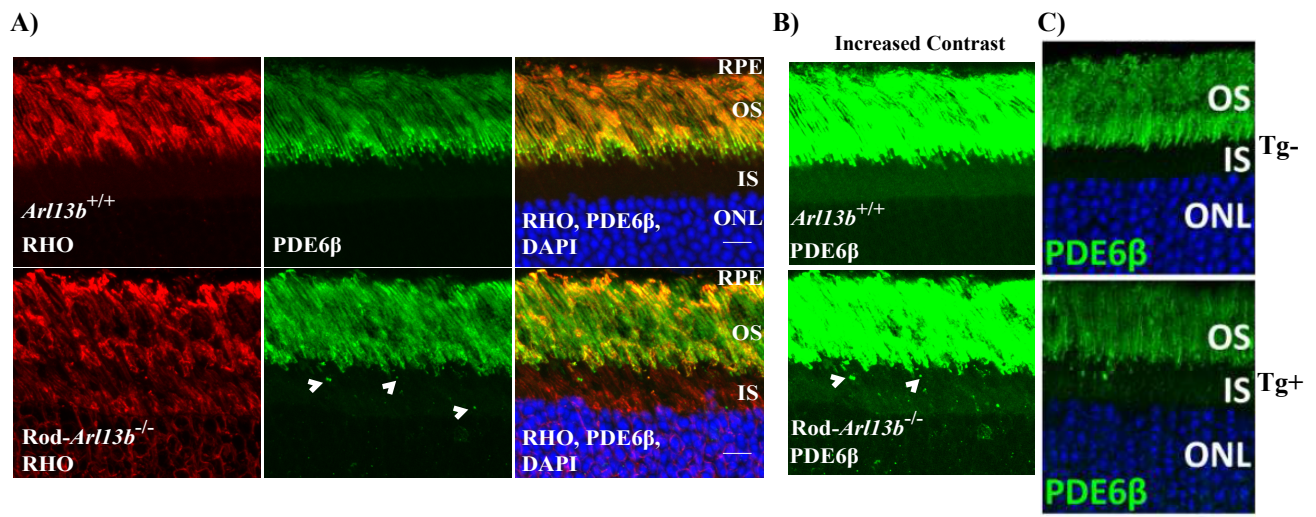 A)
B)
C)
Increased Contrast
RPE
OS
IS
ONL
Arl13b+/+
RHO
PDE6β
RHO, PDE6β,
DAPI
Arl13b+/+
PDE6β
OS
IS
ONL
PDE6β
Tg-
RPE
OS
IS
Rod-Arl13b-/-
RHO
PDE6β
RHO, PDE6β,
DAPI
Rod-Arl13b-/-
PDE6β
OS
IS
ONL
PDE6β
Tg+